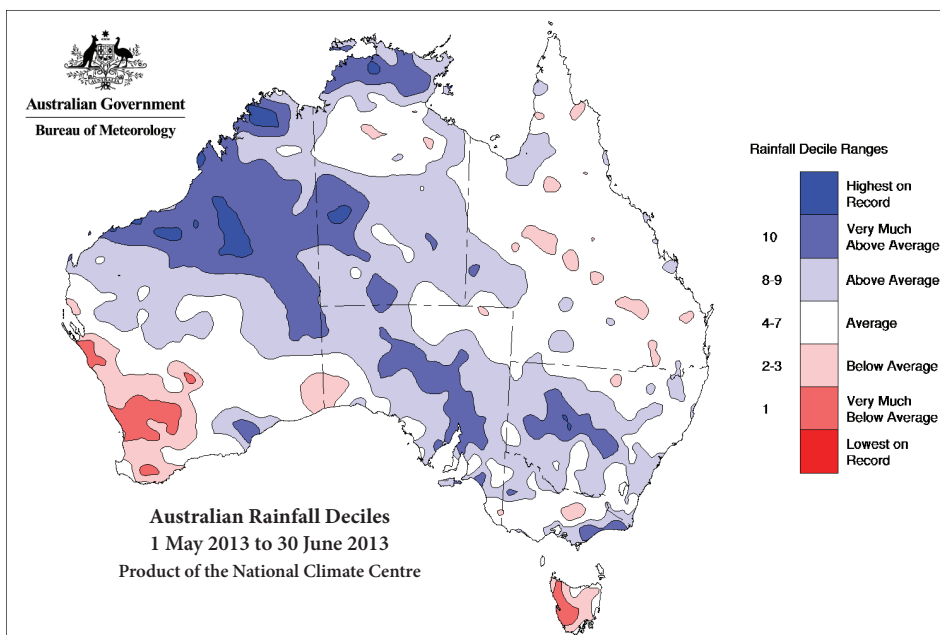 Australian Government
Bureau of Meteorology
Rainfall Decile Ranges
Highest on
Record
10
Very Much
Above Average
8-9
Above Average
4-7
Average
2-3
Below Average
1
Very Much
Below Average
Lowest on
Record
Australian Rainfall Deciles
1 May 2013 to 30 June 2013
Product of the National Climate Centre